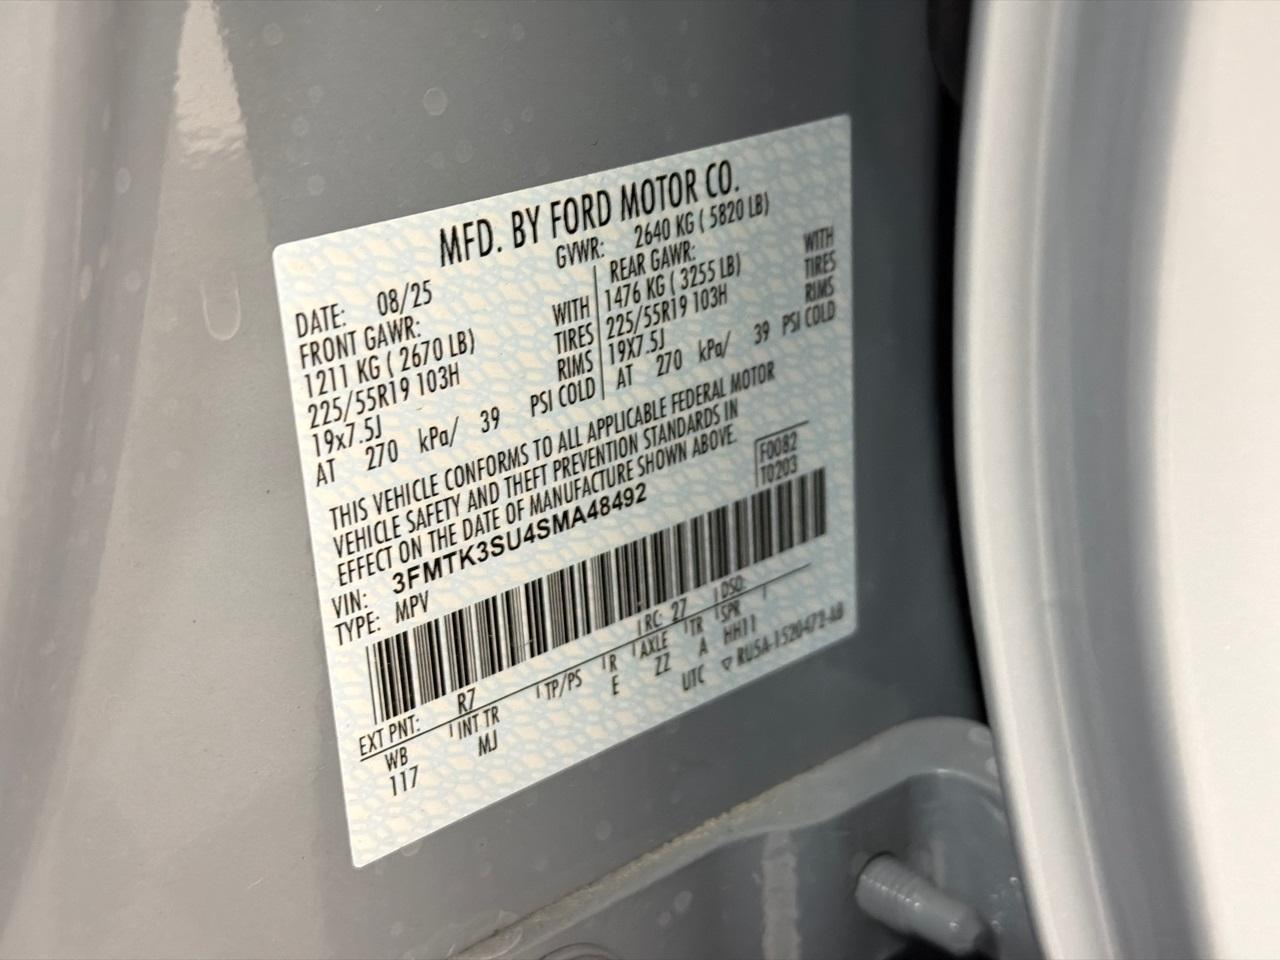 MFD. BY FORD MOTOR CO.
DATE: 08/25 GVWR: 2640 KG ( 5820 LB)
FRONT GAWR: REAR GAWR:
1211 KG ( 2670 LB) WITH 1476 KG ( 3255 LB) WITH
225/55R19 103H TIRES 225/55R19 103H TIRES
19x7.5J RIMS 19X7.5J RIMS
AT 270 kPa/ 39 PSI COLD AT 270 kPa/ 39 PSI COLD
THIS VEHICLE CONFORMS TO ALL APPLICABLE FEDERAL MOTOR
VEHICLE SAFETY AND THEFT PREVENTION STANDARDS IN
EFFECT ON THE DATE OF MANUFACTURE SHOWN ABOVE.
F0082
T0203
VIN: 3FMTK3SU4SMA48492
TYPE: MPV
EXT PNT: R7 RC: 27 DSO:
WB INT TR TP/PS R AXLE TR SPR
117 MJ E ZZ A HH11
UTC ▽ RU5A-1520472-AB